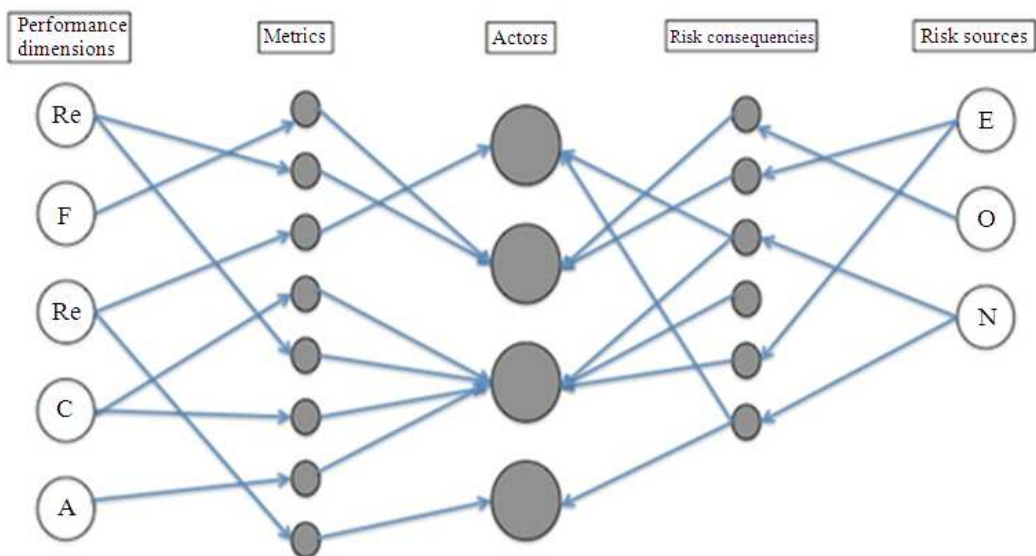 Performance
dimensions
Metrics
Actors
Risk consequencies
Risk sources
Re
F
Re
C
A
E
O
N